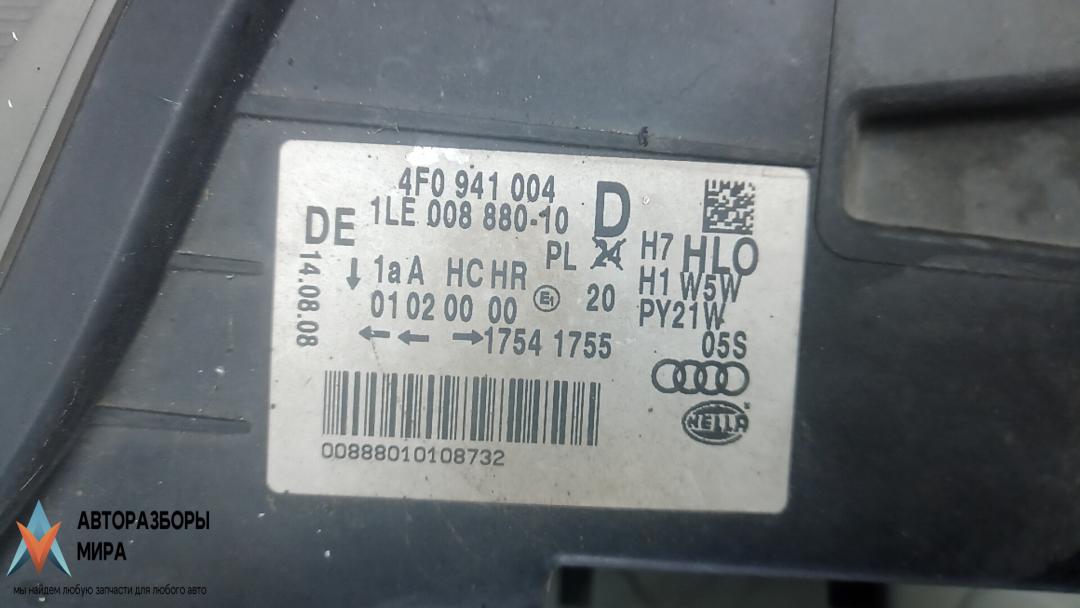 4F0 941 004 D
1LE 008 880-10
DE
14.08.08
PL 24 H7 HLO
1a A HC HR H1 W5W
01 02 00 00 E1 20 PY21W
1754 1755 05S
HELLA
00888010108732
АВТОРАЗБОРЫ
МИРА
мы найдем любую запчасти для любого авто